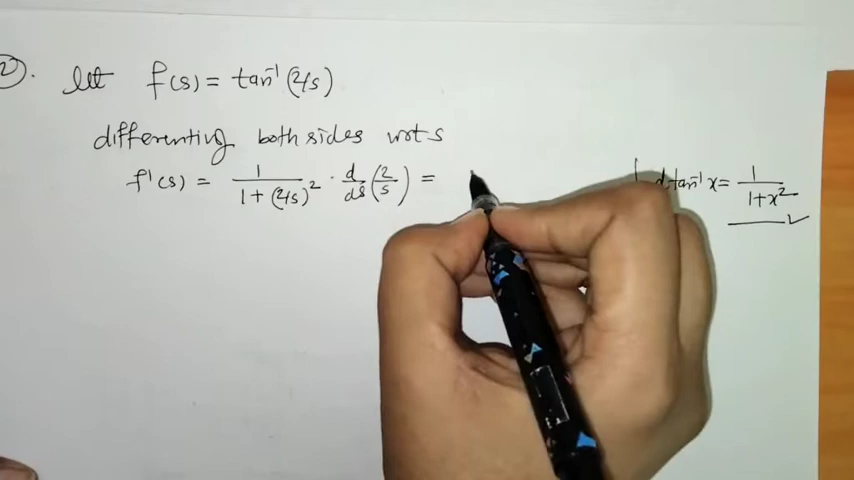 2). let f(s) = tan⁻¹(2/s)
differenting both sides wrt s
f'(s) = 1/(1+(2/s)²) · d/ds (2/s) =
d tan⁻¹x = 1/(1+x²) ✓